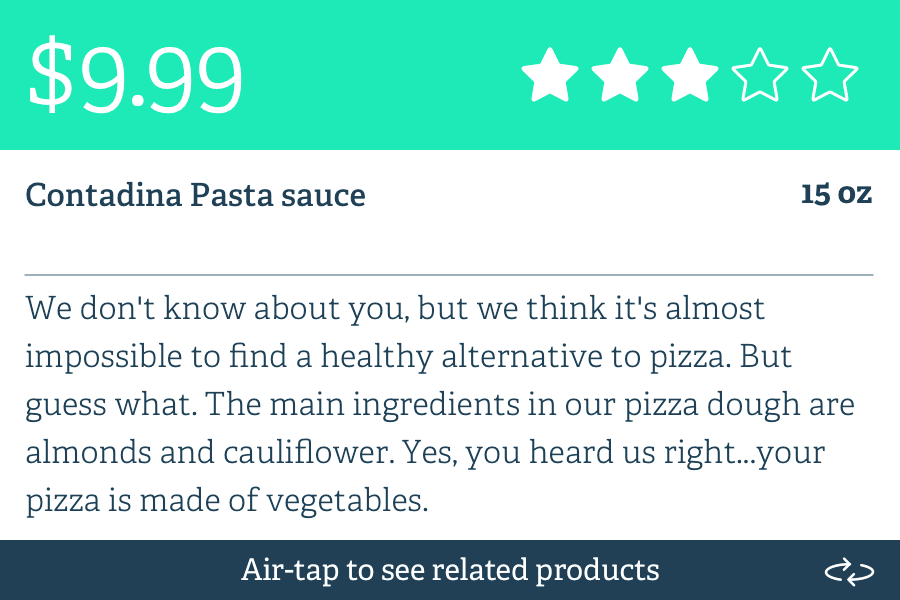 $9.99
Contadina Pasta sauce
15 oz
We don't know about you, but we think it's almost
impossible to find a healthy alternative to pizza. But
guess what. The main ingredients in our pizza dough are
almonds and cauliflower. Yes, you heard us right...your
pizza is made of vegetables.
Air-tap to see related products